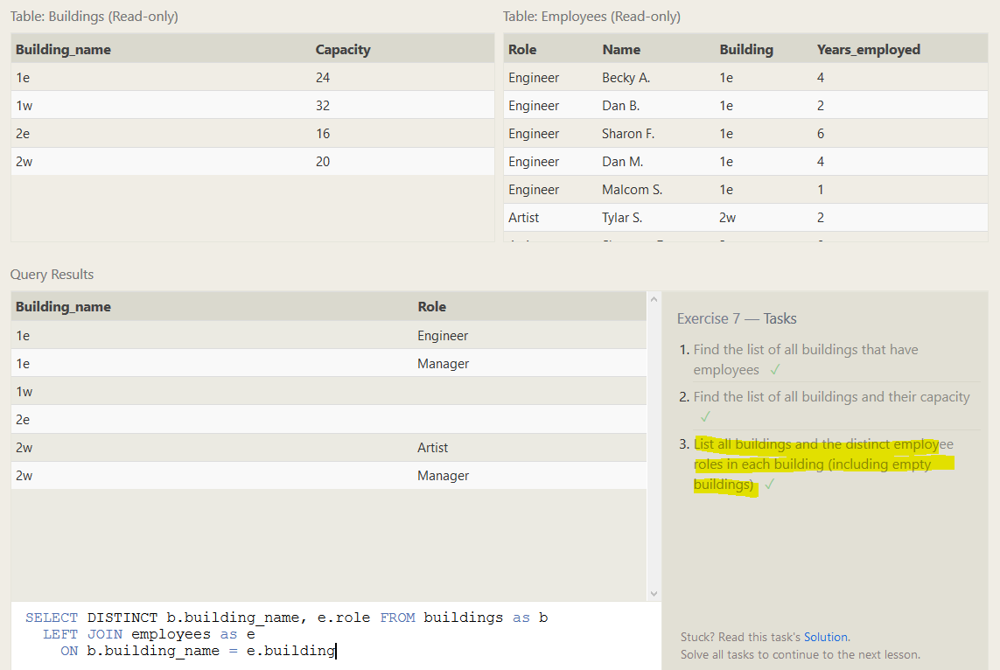 Table: Buildings (Read-only)
Building_name Capacity
1e 24
1w 32
2e 16
2w 20
Table: Employees (Read-only)
Role Name Building Years_employed
Engineer Becky A. 1e 4
Engineer Dan B. 1e 2
Engineer Sharon F. 1e 6
Engineer Dan M. 1e 4
Engineer Malcom S. 1e 1
Artist Tylar S. 2w 2
Query Results
Building_name Role
1e Engineer
1e Manager
1w
2e
2w Artist
2w Manager
SELECT DISTINCT b.building_name, e.role FROM buildings as b
LEFT JOIN employees as e
ON b.building_name = e.building
Exercise 7 — Tasks
1. Find the list of all buildings that have
employees ✓
2. Find the list of all buildings and their capacity
✓
3. List all buildings and the distinct employee
roles in each building (including empty
buildings) ✓
Stuck? Read this task's Solution.
Solve all tasks to continue to the next lesson.